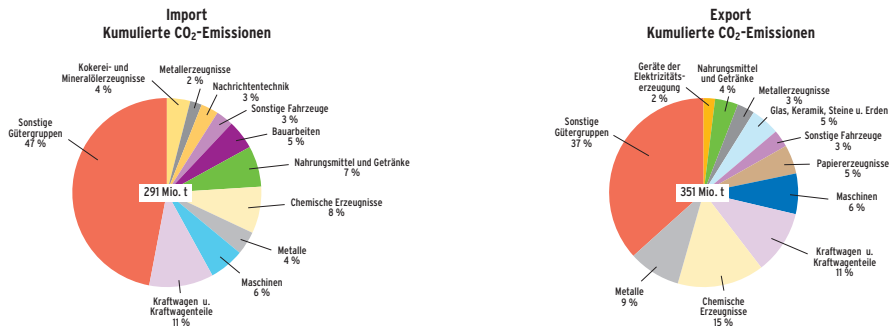 Import
Kumulierte CO₂-Emissionen
Kokerei- und
Mineralölerzeugnisse
4 %
Metallerzeugnisse
2 %
Nachrichtentechnik
3 %
Sonstige Fahrzeuge
3 %
Bauarbeiten
5 %
Nahrungsmittel und Getränke
7 %
Chemische Erzeugnisse
8 %
Metalle
4 %
Maschinen
6 %
Kraftwagen u.
Kraftwagenteile
11 %
Sonstige
Gütergruppen
47 %
291 Mio. t
Export
Kumulierte CO₂-Emissionen
Geräte der
Elektrizitäts-
erzeugung
2 %
Nahrungsmittel
und Getränke
4 %
Metallerzeugnisse
3 %
Glas, Keramik, Steine u. Erden
5 %
Sonstige Fahrzeuge
3 %
Papiererzeugnisse
5 %
Maschinen
6 %
Kraftwagen u.
Kraftwagenteile
11 %
Chemische
Erzeugnisse
15 %
Metalle
9 %
Sonstige
Gütergruppen
37 %
351 Mio. t